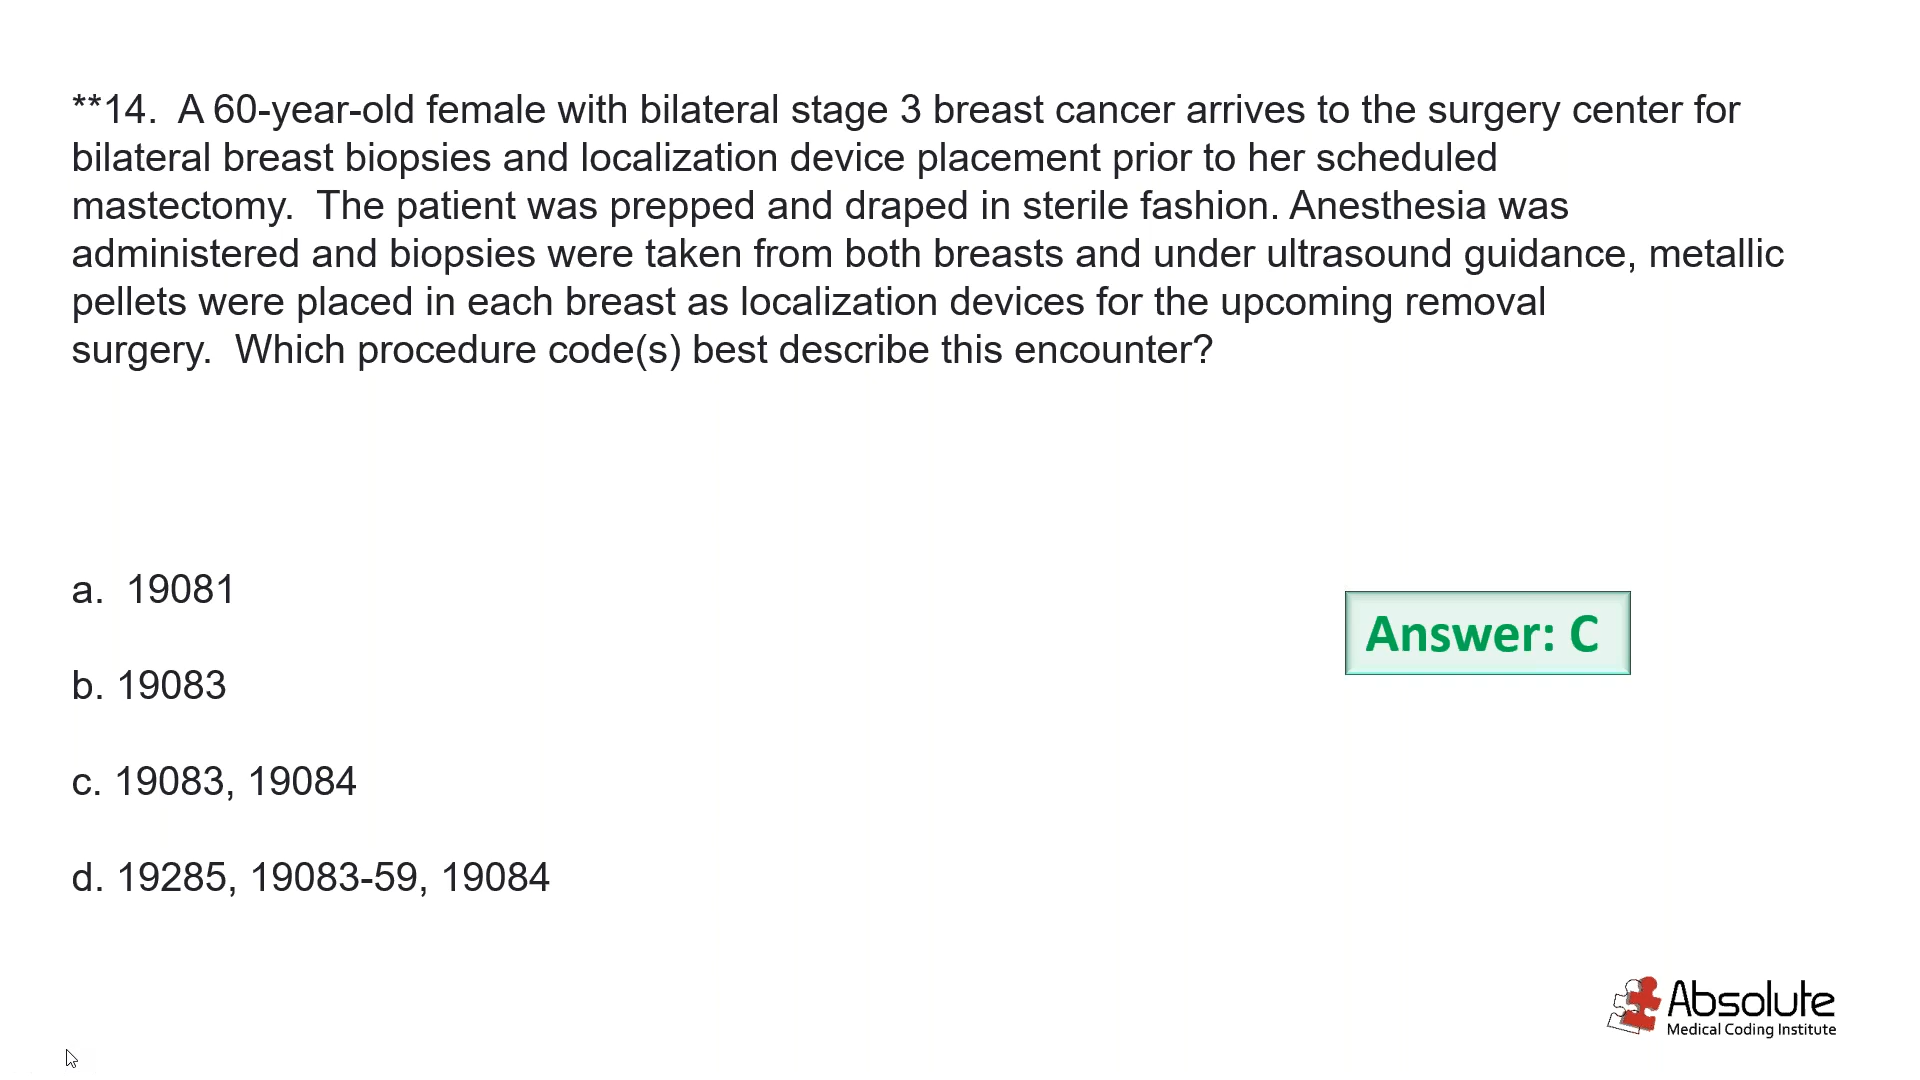 **14.  A 60-year-old female with bilateral stage 3 breast cancer arrives to the surgery center for
bilateral breast biopsies and localization device placement prior to her scheduled
mastectomy.  The patient was prepped and draped in sterile fashion. Anesthesia was
administered and biopsies were taken from both breasts and under ultrasound guidance, metallic
pellets were placed in each breast as localization devices for the upcoming removal
surgery.  Which procedure code(s) best describe this encounter?
a.  19081
Answer: C
b. 19083
c. 19083, 19084
d. 19285, 19083-59, 19084
Absolute
Medical Coding Institute